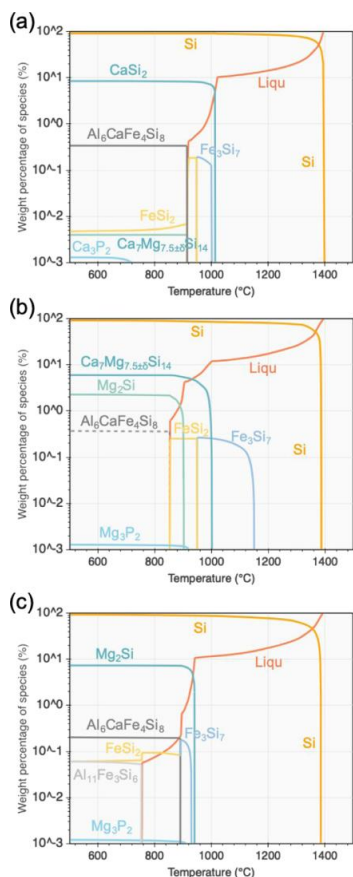 (a)
Weight percentage of species (%)
10^2
10^1
10^0
10^-1
10^-2
10^-3
Si
CaSi₂
Liqu
Al₆CaFe₄Si₈
Fe₃Si₇
FeSi₂
Ca₇Mg₇.₅±δSi₁₄
Ca₃P₂
Si
600 800 1000 1200 1400
Temperature (°C)
(b)
Weight percentage of species (%)
10^2
10^1
10^0
10^-1
10^-2
10^-3
Si
Ca₇Mg₇.₅±δSi₁₄
Liqu
Mg₂Si
Al₆CaFe₄Si₈
FeSi₂
Fe₃Si₇
Si
Mg₃P₂
600 800 1000 1200 1400
Temperature (°C)
(c)
Weight percentage of species (%)
10^2
10^1
10^0
10^-1
10^-2
10^-3
Si
Mg₂Si
Liqu
Al₆CaFe₄Si₈
Fe₃Si₇
FeSi₂
Si
Al₁₁Fe₃Si₆
Mg₃P₂
600 800 1000 1200 1400
Temperature (°C)